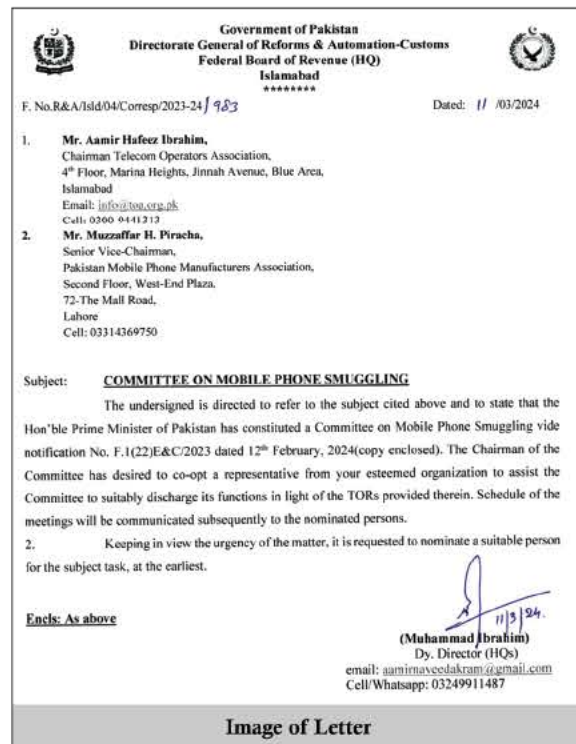 Government of Pakistan
Directorate General of Reforms & Automation-Customs
Federal Board of Revenue (HQ)
Islamabad
********
F. No.R&A/Isld/04/Corresp/2023-24/983 Dated: 11 /03/2024
1. Mr. Aamir Hafeez Ibrahim,
Chairman Telecom Operators Association,
4th Floor, Marina Heights, Jinnah Avenue, Blue Area,
Islamabad
Email: info@toa.org.pk
Cell: 0300
2. Mr. Muzzaffar H. Piracha,
Senior Vice-Chairman,
Pakistan Mobile Phone Manufacturers Association,
Second Floor, West-End Plaza,
72-The Mall Road,
Lahore
Cell: 03314369750
Subject: COMMITTEE ON MOBILE PHONE SMUGGLING
The undersigned is directed to refer to the subject cited above and to state that the
Hon'ble Prime Minister of Pakistan has constituted a Committee on Mobile Phone Smuggling vide
notification No. F.1(22)E&C/2023 dated 12th February, 2024(copy enclosed). The Chairman of the
Committee has desired to co-opt a representative from your esteemed organization to assist the
Committee to suitably discharge its functions in light of the TORs provided therein. Schedule of the
meetings will be communicated subsequently to the nominated persons.
2. Keeping in view the urgency of the matter, it is requested to nominate a suitable person
for the subject task, at the earliest.
11/3/24.
Encls: As above
(Muhammad Ibrahim)
Dy. Director (HQs)
email: aamirnaveedakram@gmail.com
Cell/Whatsapp: 03249911487
Image of Letter